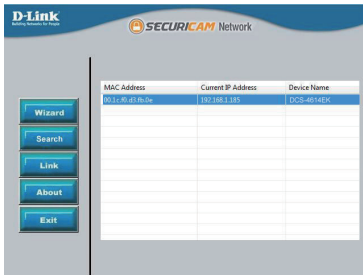 D-Link
Building Networks for People
SECURICAM Network
MAC Address Current IP Address Device Name
00.1c.f0.d3.fb.0e 192.168.1.185 DCS-4614EK
Wizard
Search
Link
About
Exit